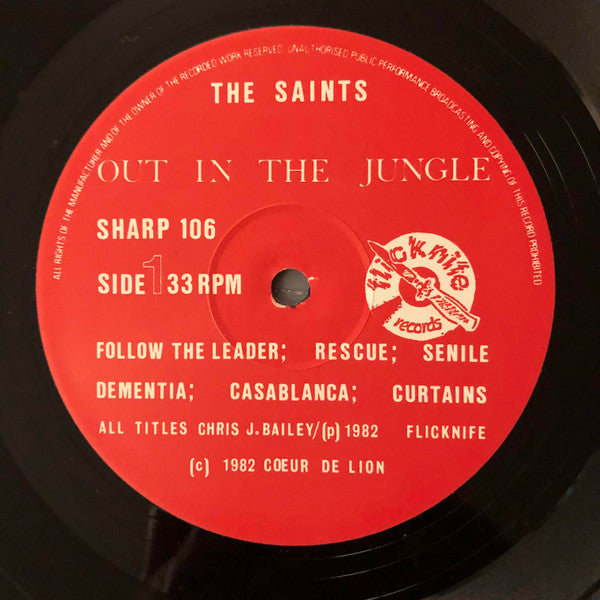 ALL RIGHTS OF THE MANUFACTURER AND OF THE OWNER OF THE RECORDED WORK RESERVED. UNAUTHORISED PUBLIC PERFORMANCE BROADCASTING AND COPYING OF THIS RECORD PROHIBITED
THE SAINTS
OUT IN THE JUNGLE
SHARP 106
SIDE 1 33 RPM
flicknife
records
FOLLOW THE LEADER; RESCUE; SENILE
DEMENTIA; CASABLANCA; CURTAINS
ALL TITLES CHRIS J. BAILEY/(p) 1982 FLICKNIFE
(c) 1982 CŒUR DE LION